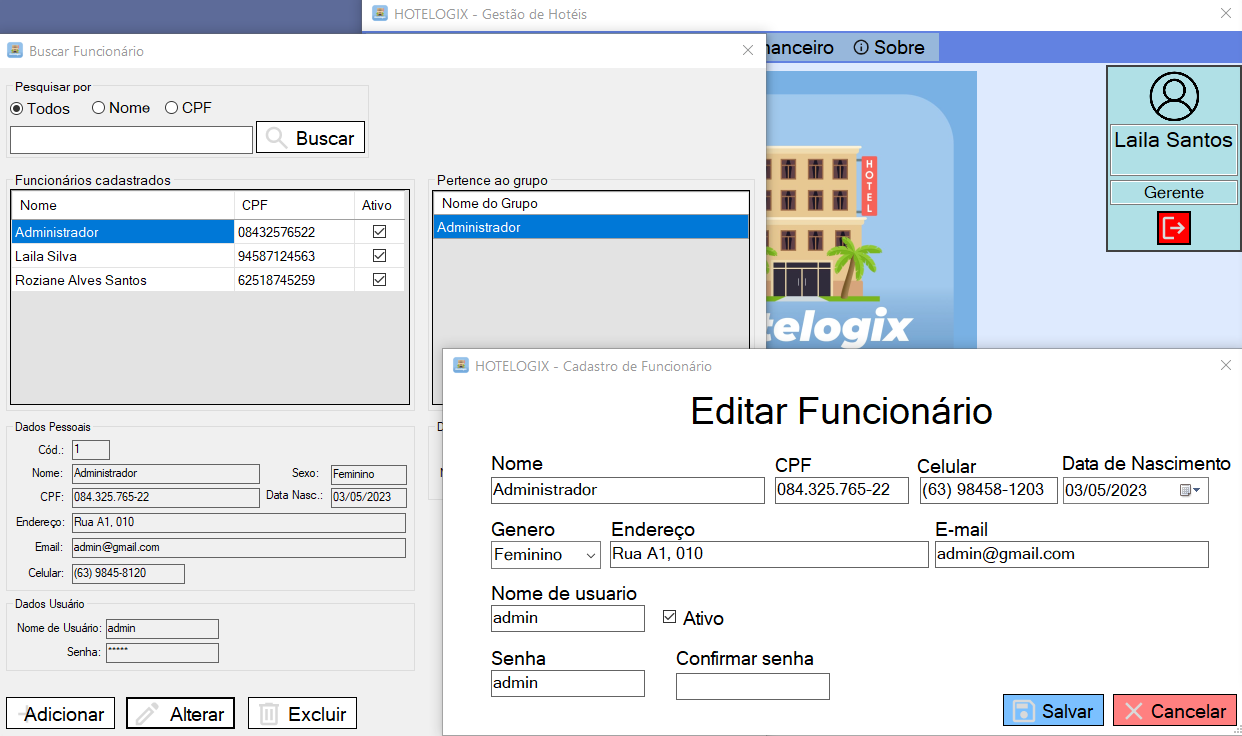 HOTELOGIX - Gestão de Hotéis
Sobre
Laila Santos
Gerente
HOTEL
Buscar Funcionário
Pesquisar por
Todos Nome CPF
Buscar
Funcionários cadastrados
Nome CPF Ativo
Administrador 08432576522
Laila Silva 94587124563
Roziane Alves Santos 62518745259
Pertence ao grupo
Nome do Grupo
Administrador
Dados Pessoais
Cód.: 1
Nome: Administrador Sexo: Feminino
CPF: 084.325.765-22 Data Nasc.: 03/05/2023
Endereço: Rua A1, 010
Email: admin@gmail.com
Celular: (63) 9845-8120
Dados Usuário
Nome de Usuário: admin
Senha: *****
Adicionar Alterar Excluir
HOTELOGIX - Cadastro de Funcionário
Editar Funcionário
Nome CPF Celular Data de Nascimento
Administrador 084.325.765-22 (63) 98458-1203 03/05/2023
Genero Endereço E-mail
Feminino Rua A1, 010 admin@gmail.com
Nome de usuario
admin Ativo
Senha Confirmar senha
admin
Salvar Cancelar